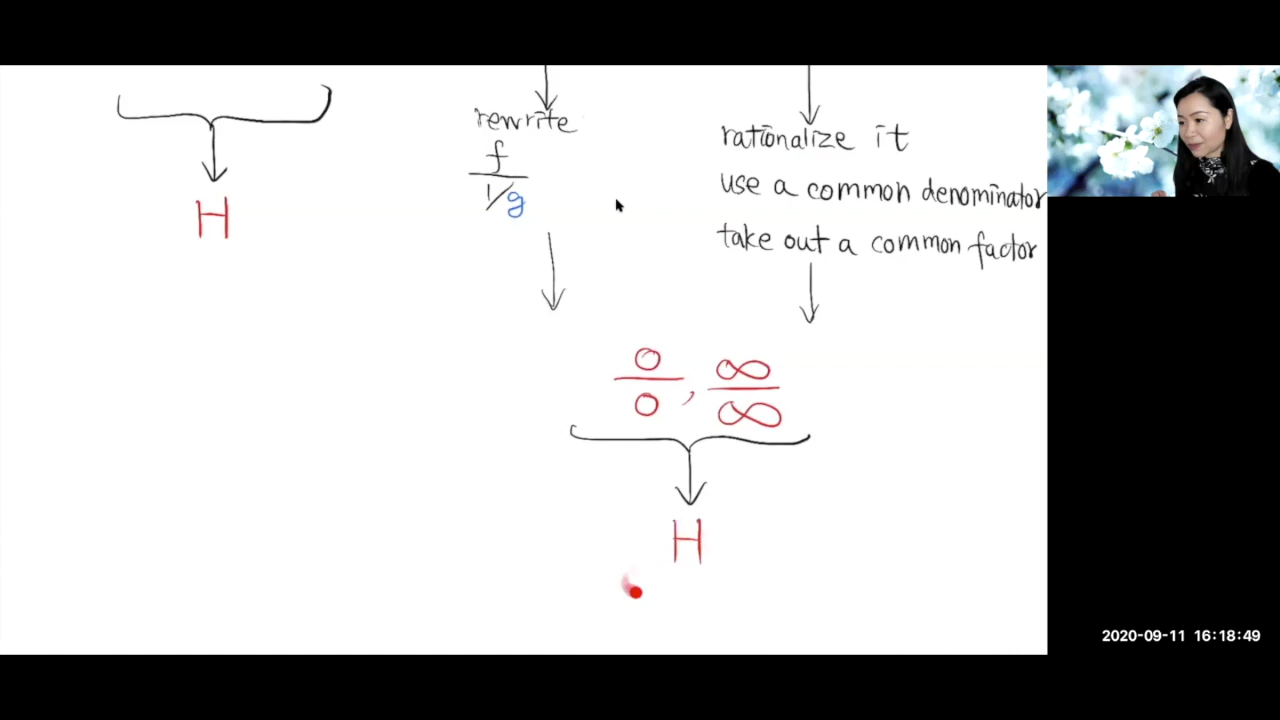 H
rewrite
f
1/g
rationalize it
use a common denominator
take out a common factor
0/0, ∞/∞
H
2020-09-11 16:18:49